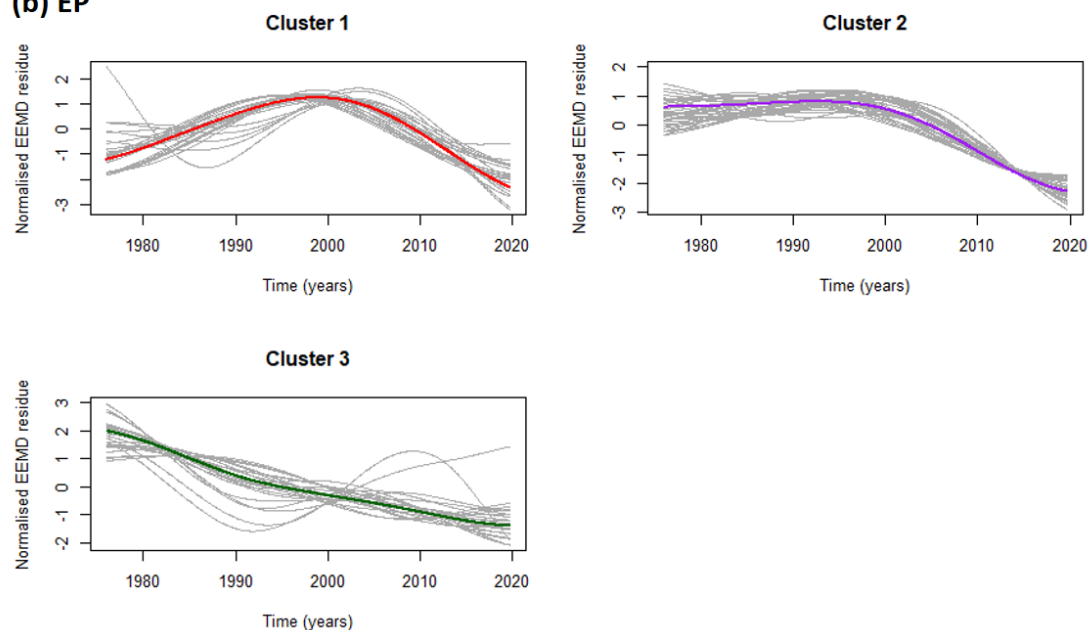 (b) EP
Cluster 1
Normalised EEMD residue
2
1
0
-1
-3
1980 1990 2000 2010 2020
Time (years)
Cluster 2
Normalised EEMD residue
2
1
0
-1
-2
-3
1980 1990 2000 2010 2020
Time (years)
Cluster 3
Normalised EEMD residue
3
2
1
0
-1
-2
1980 1990 2000 2010 2020
Time (years)